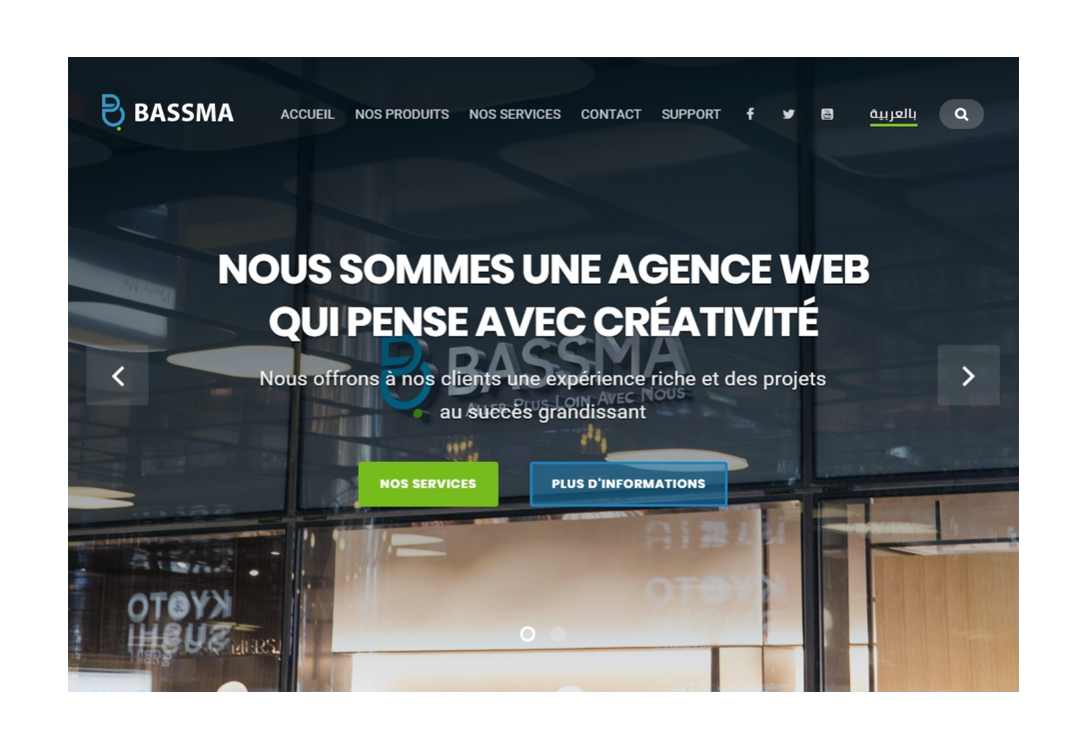 BASSMA
ACCUEIL NOS PRODUITS NOS SERVICES CONTACT SUPPORT بالعربية
NOUS SOMMES UNE AGENCE WEB
QUI PENSE AVEC CRÉATIVITÉ
BASSMA
Aller Plus Loin Avec Nous
Nous offrons à nos clients une expérience riche et des projets
au succès grandissant
NOS SERVICES PLUS D'INFORMATIONS
KYOTO
SUSHI